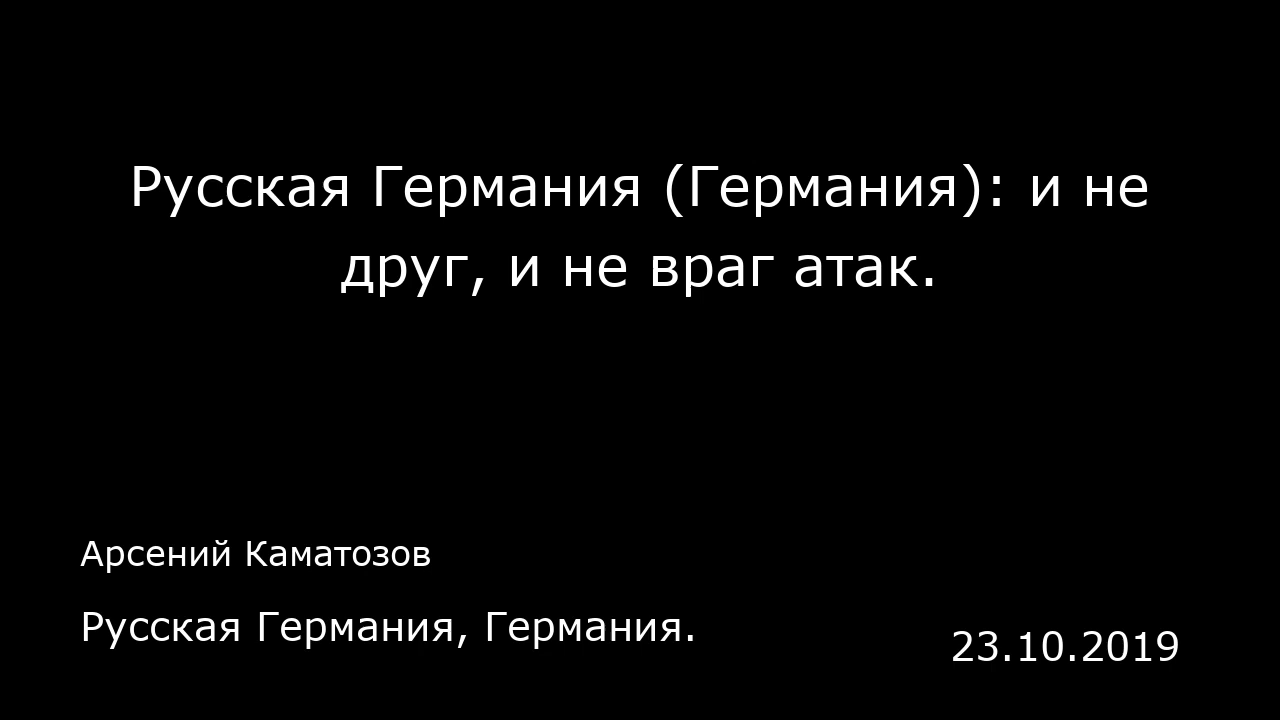 Русская Германия (Германия): и не
друг, и не враг атак.
Арсений Каматозов
Русская Германия, Германия.
23.10.2019